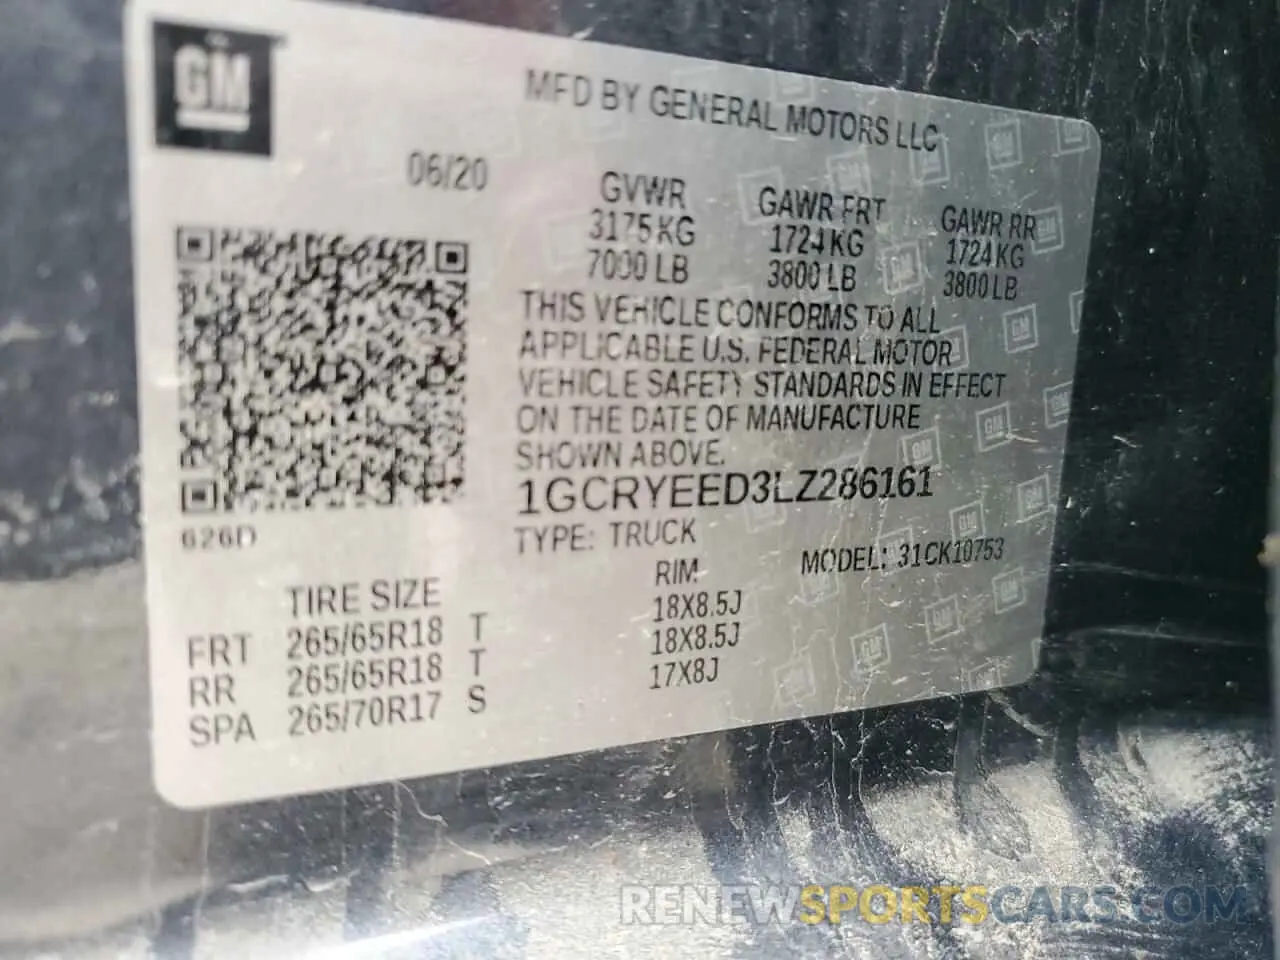 GM
MFD BY GENERAL MOTORS LLC
06/20
GVWR GAWR FRT GAWR RR
3175 KG 1724 KG 1724 KG
7000 LB 3800 LB 3800 LB
THIS VEHICLE CONFORMS TO ALL
APPLICABLE U.S. FEDERAL MOTOR
VEHICLE SAFETY STANDARDS IN EFFECT
ON THE DATE OF MANUFACTURE
SHOWN ABOVE.
1GCRYEED3LZ286161
626D
TYPE: TRUCK MODEL: 31CK10753
TIRE SIZE RIM
FRT 265/65R18 T 18X8.5J
RR 265/65R18 T 18X8.5J
SPA 265/70R17 S 17X8J
RENEWSPORTSCARS.COM